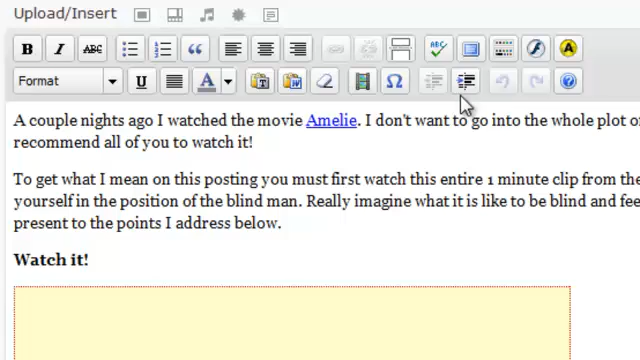 Upload/Insert
B I ABC
ABC
Format U A Ω
A couple nights ago I watched the movie Amelie. I don't want to go into the whole plot
recommend all of you to watch it!
To get what I mean on this posting you must first watch this entire 1 minute clip from the
yourself in the position of the blind man. Really imagine what it is like to be blind and
present to the points I address below.
Watch it!